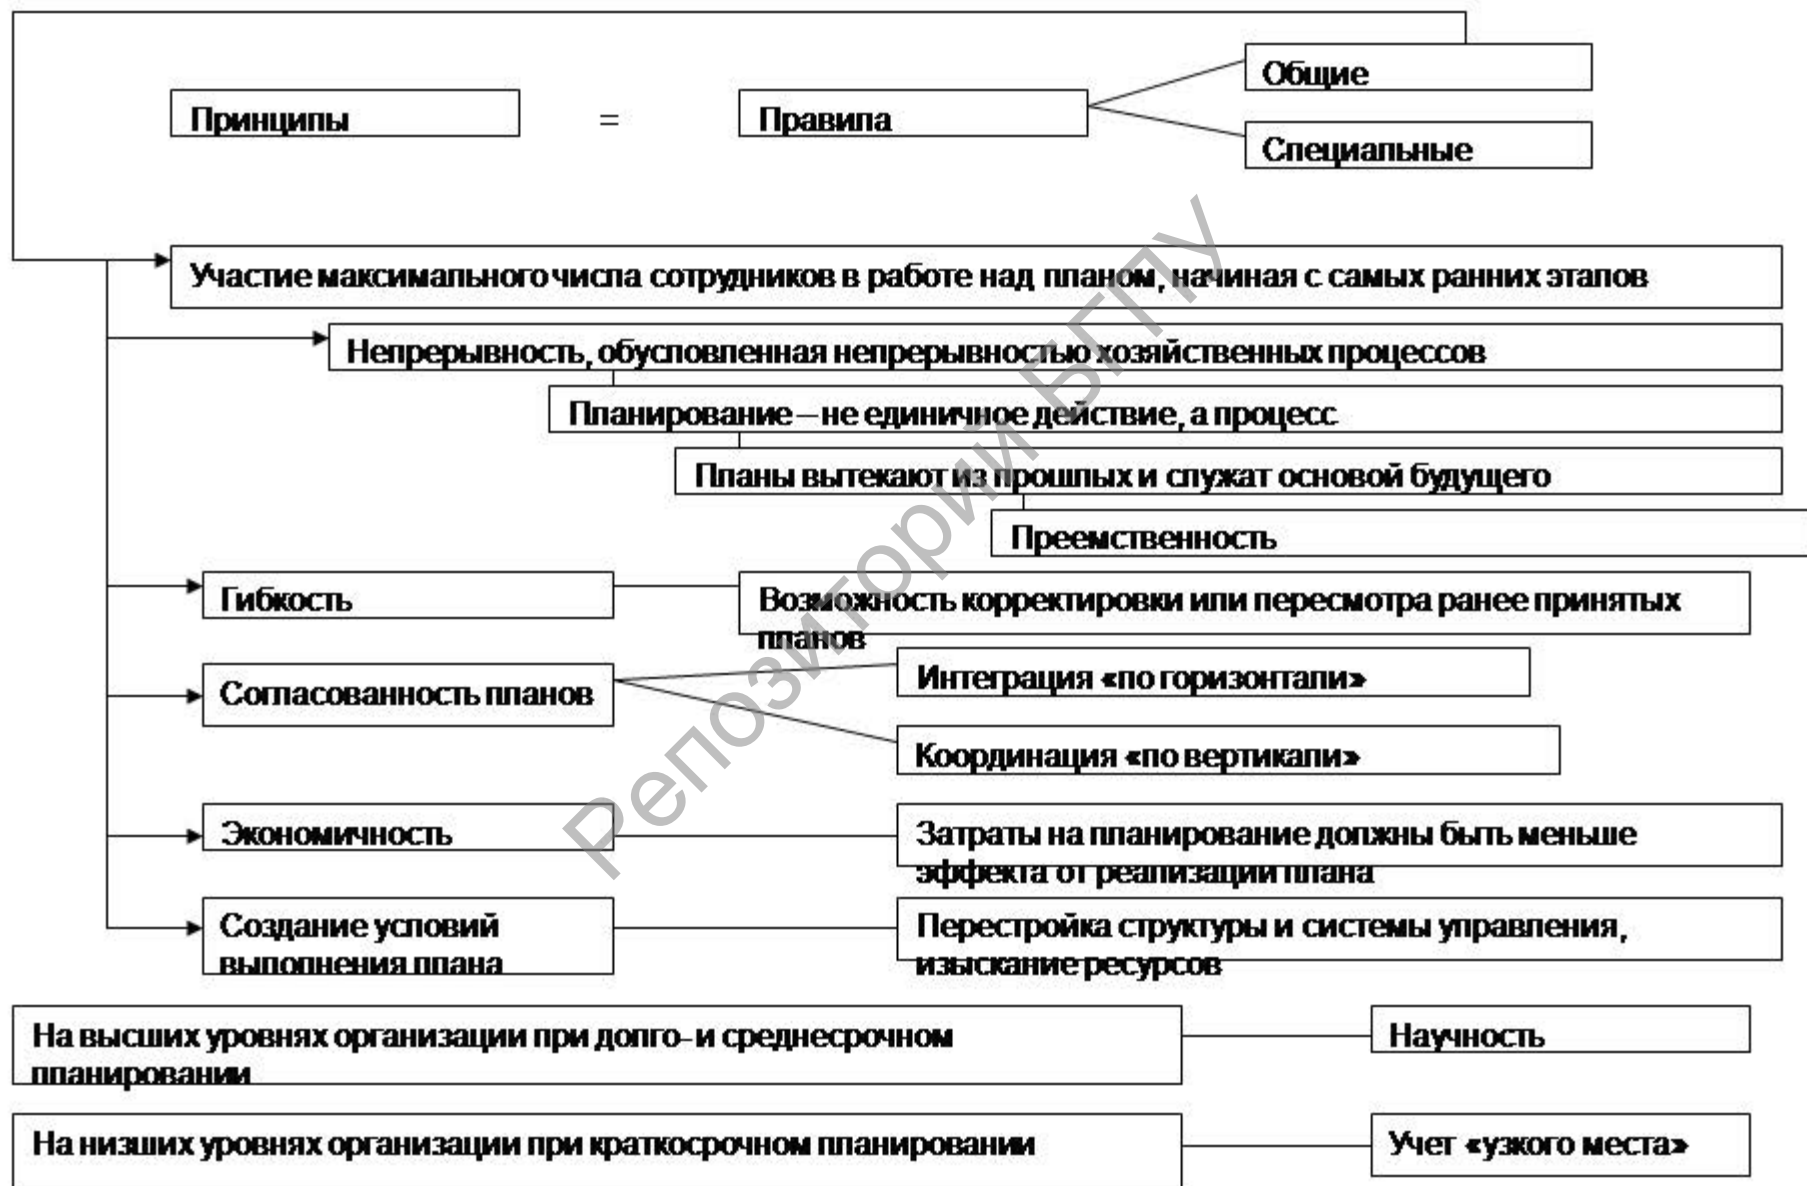 Общие
Принципы = Правила
Специальные
Участие максимального числа сотрудников в работе над планом, начиная с самых ранних этапов
Непрерывность, обусловленная непрерывностью хозяйственных процессов
Планирование – не единичное действие, а процесс
Планы вытекают из прошлых и служат основой будущего
Преемственность
Гибкость
Возможность корректировки или пересмотра ранее принятых
планов
Согласованность планов
Интеграция «по горизонтали»
Координация «по вертикали»
Экономичность
Затраты на планирование должны быть меньше
эффекта от реализации плана
Создание условий
выполнения плана
Перестройка структуры и системы управления,
изыскание ресурсов
На высших уровнях организации при долго- и среднесрочном
планировании
Научность
На низших уровнях организации при краткосрочном планировании
Учет «узкого места»
Репозиторий БГПУ